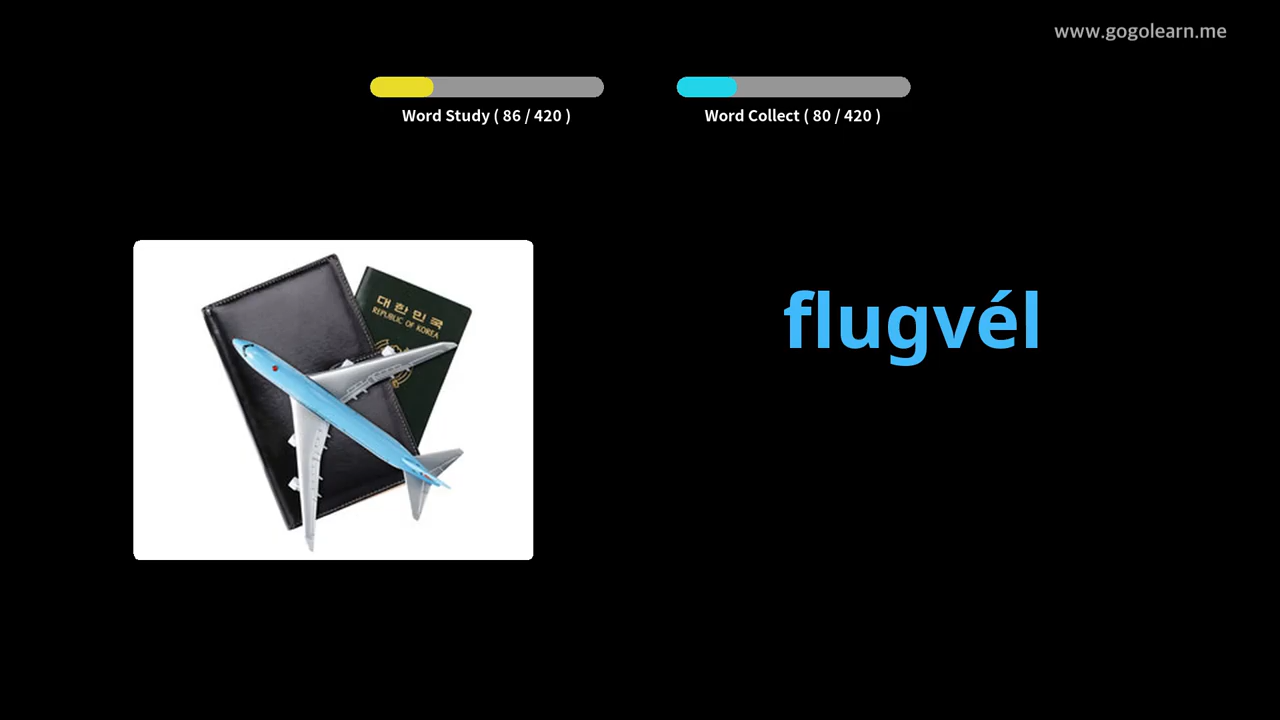 www.gogolearn.me
Word Study ( 86 / 420 )
Word Collect ( 80 / 420 )
대한민국
REPUBLIC OF KOREA
flugvél